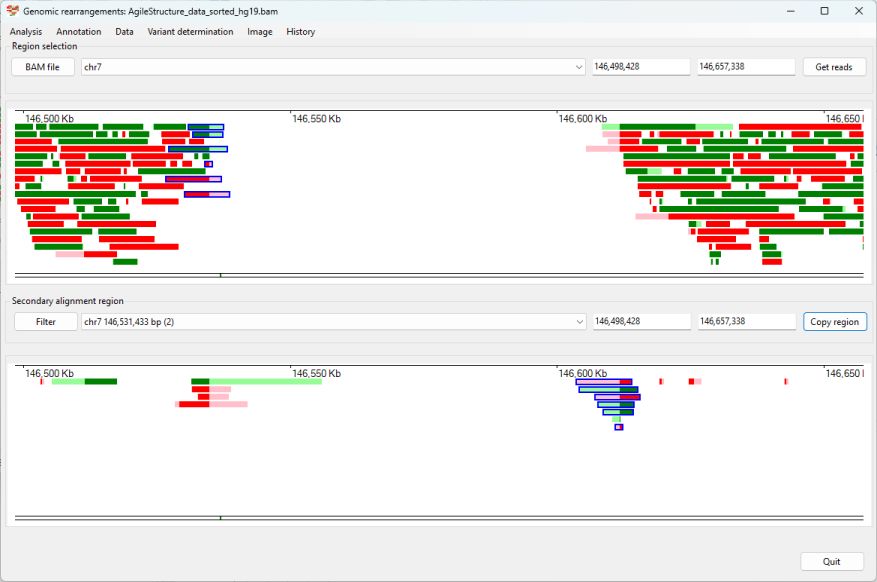 Genomic rearrangements: AgileStructure_data_sorted_hg19.bam
Analysis Annotation Data Variant determination Image History
Region selection
BAM file chr7 146,498,428 146,657,338 Get reads
146,500 Kb 146,550 Kb 146,600 Kb 146,650 I
Secondary alignment region
Filter chr7 146,531,433 bp (2) 146,498,428 146,657,338 Copy region
146,500 Kb 146,550 Kb 146,600 Kb 146,650 I
Quit